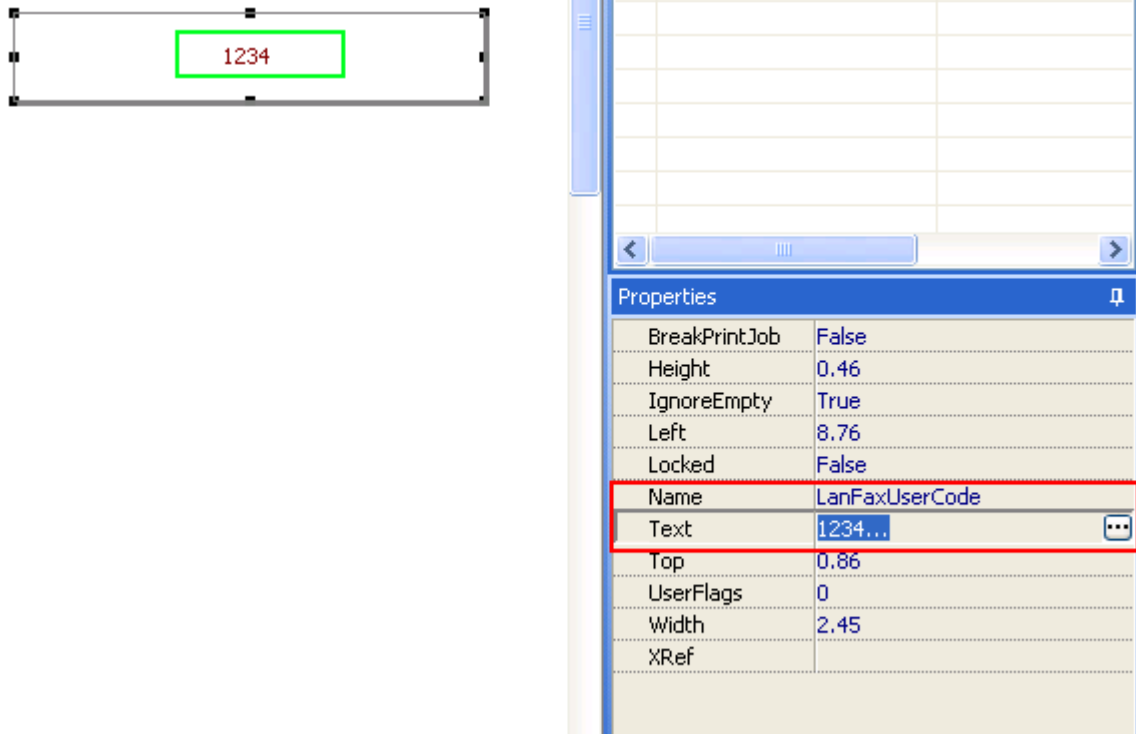 1234
Properties
BreakPrintJob False
Height 0.46
IgnoreEmpty True
Left 8.76
Locked False
Name LanFaxUserCode
Text 1234...
Top 0.86
UserFlags 0
Width 2.45
XRef